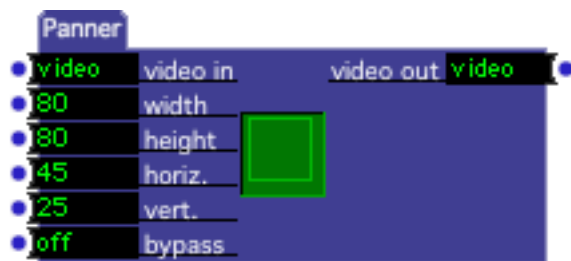 Panner
video video in video out video
80 width
80 height
45 horiz.
25 vert.
off bypass